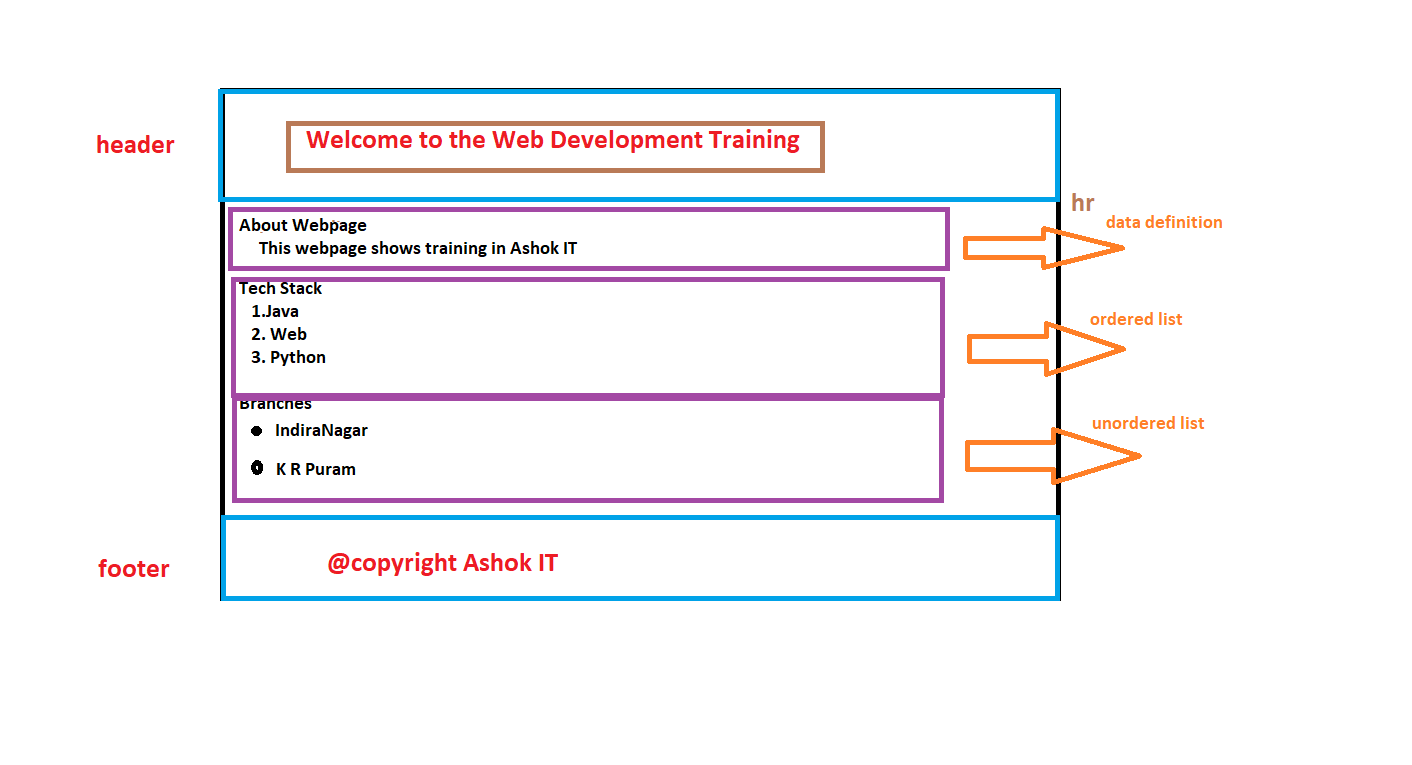 header
Welcome to the Web Development Training
hr
About Webpage
This webpage shows training in Ashok IT
data definition
Tech Stack
1.Java
2. Web
3. Python
ordered list
Branches
IndiraNagar
K R Puram
unordered list
footer
@copyright Ashok IT